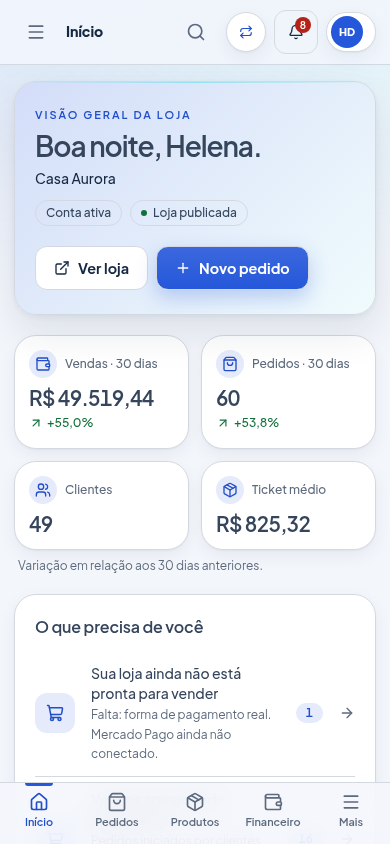 Início
8
HD
VISÃO GERAL DA LOJA
Boa noite, Helena.
Casa Aurora
Conta ativa
Loja publicada
Ver loja
Novo pedido
Vendas · 30 dias
R$ 49.519,44
+55,0%
Pedidos · 30 dias
60
+53,8%
Clientes
49
Ticket médio
R$ 825,32
Variação em relação aos 30 dias anteriores.
O que precisa de você
Sua loja ainda não está
pronta para vender
Falta: forma de pagamento real.
Mercado Pago ainda não
conectado.
1
Início
Pedidos
Produtos
Financeiro
Mais